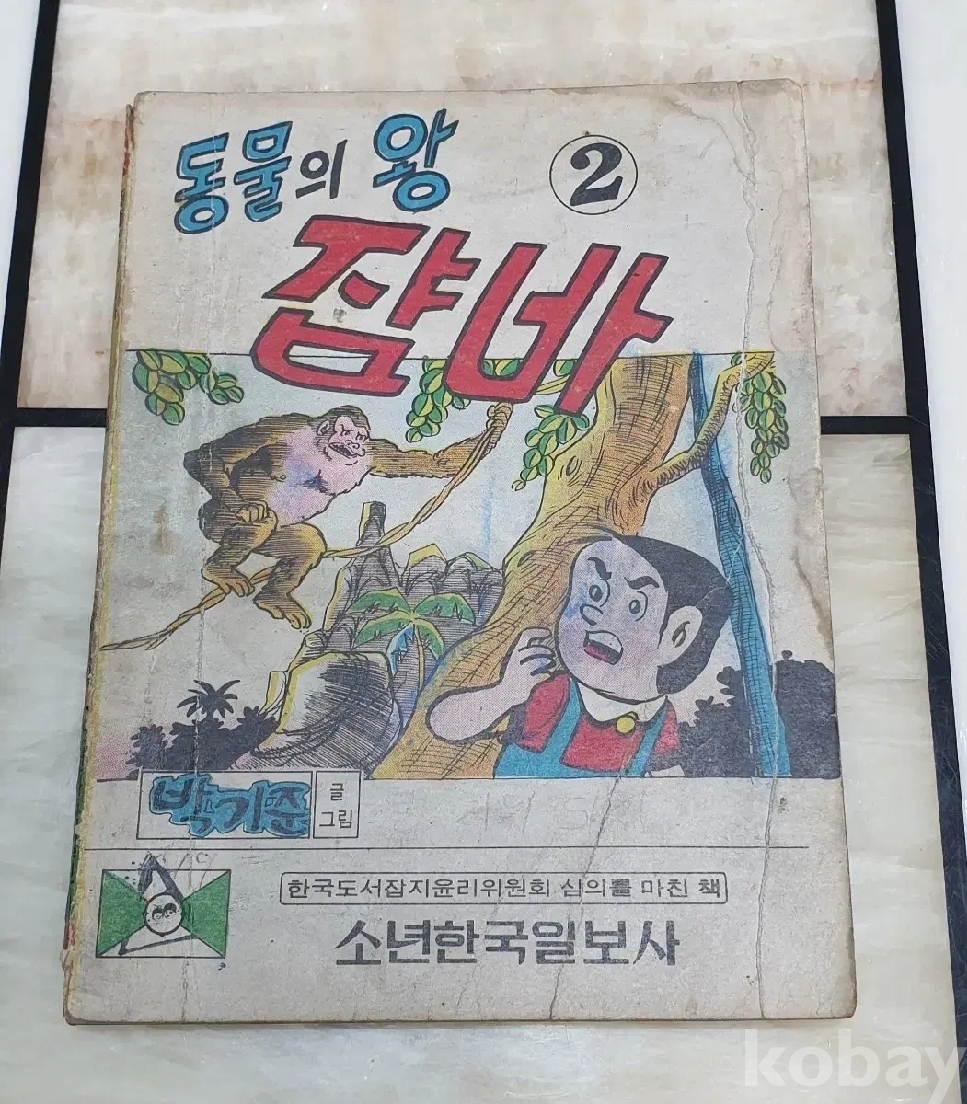 동물의 왕
2
쟘바
박기준
글
그림
한국도서잡지윤리위원회 심의를 마친 책
소년한국일보사
kobay